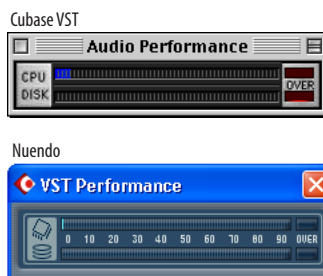 Cubase VST
Audio Performance
CPU
OVER
DISK
Nuendo
VST Performance
0 10 20 30 40 50 60 70 80 90 OVER